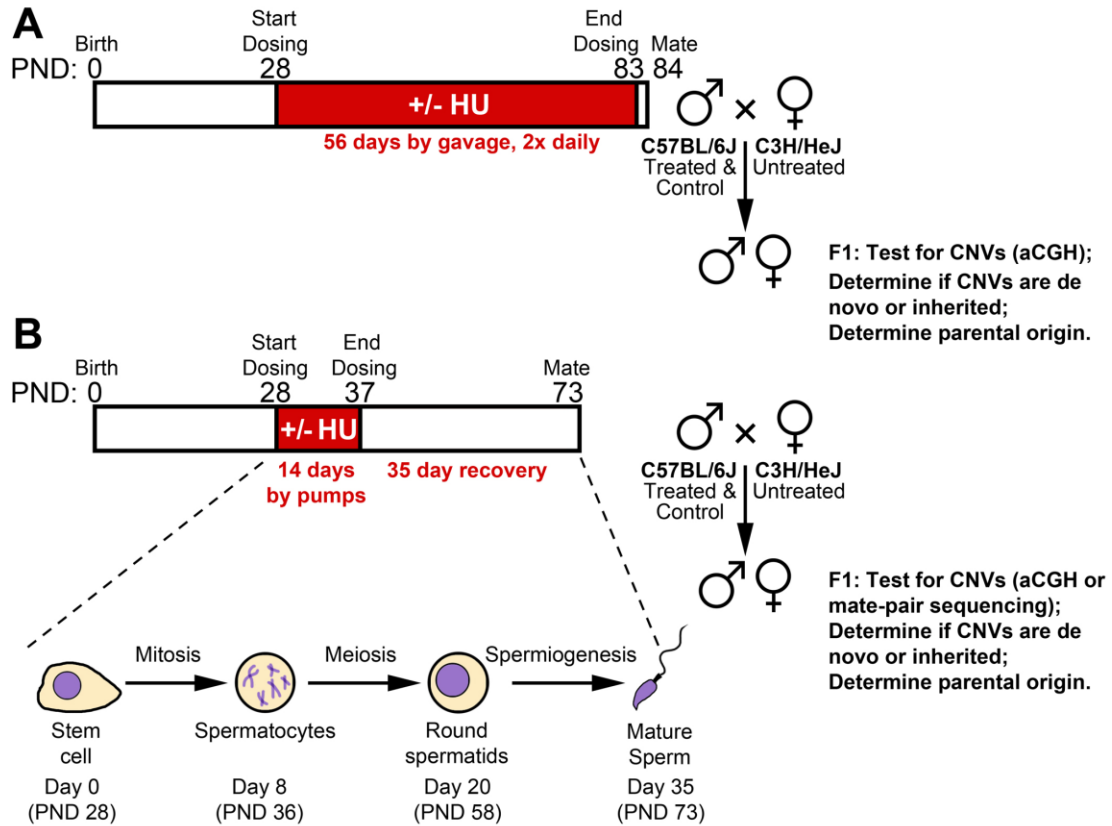 A
Birth
Start
Dosing
End
Dosing
Mate
PND: 0 28 83 84
+/- HU
56 days by gavage, 2x daily
♂ × ♀
C57BL/6J C3H/HeJ
Treated & Untreated
Control
♂♀
F1: Test for CNVs (aCGH);
Determine if CNVs are de
novo or inherited;
Determine parental origin.
B
Birth
Start
Dosing
End
Dosing
Mate
PND: 0 28 37 73
+/- HU
14 days
by pumps
35 day recovery
♂ × ♀
C57BL/6J C3H/HeJ
Treated & Untreated
Control
♂♀
F1: Test for CNVs (aCGH or
mate-pair sequencing);
Determine if CNVs are de
novo or inherited;
Determine parental origin.
Mitosis Meiosis Spermiogenesis
Stem
cell
Day 0
(PND 28)
Spermatocytes
Day 8
(PND 36)
Round
spermatids
Day 20
(PND 58)
Mature
Sperm
Day 35
(PND 73)